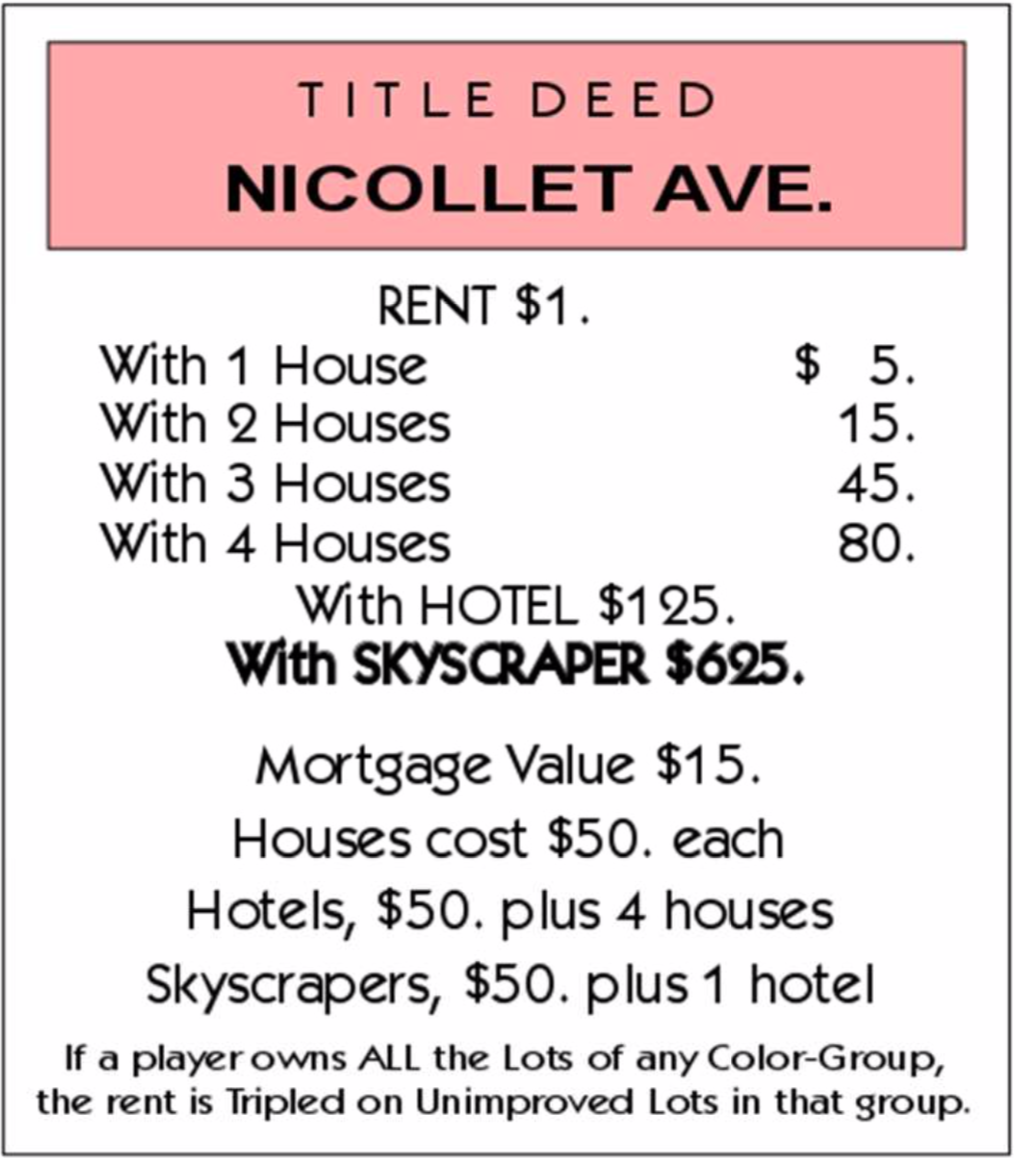 TITLE DEED
NICOLLET AVE.
RENT $1.
With 1 House $ 5.
With 2 Houses 15.
With 3 Houses 45.
With 4 Houses 80.
With HOTEL $125.
With SKYSCRAPER $625.
Mortgage Value $15.
Houses cost $50. each
Hotels, $50. plus 4 houses
Skyscrapers, $50. plus 1 hotel
If a player owns ALL the Lots of any Color-Group,
the rent is Tripled on Unimproved Lots in that group.